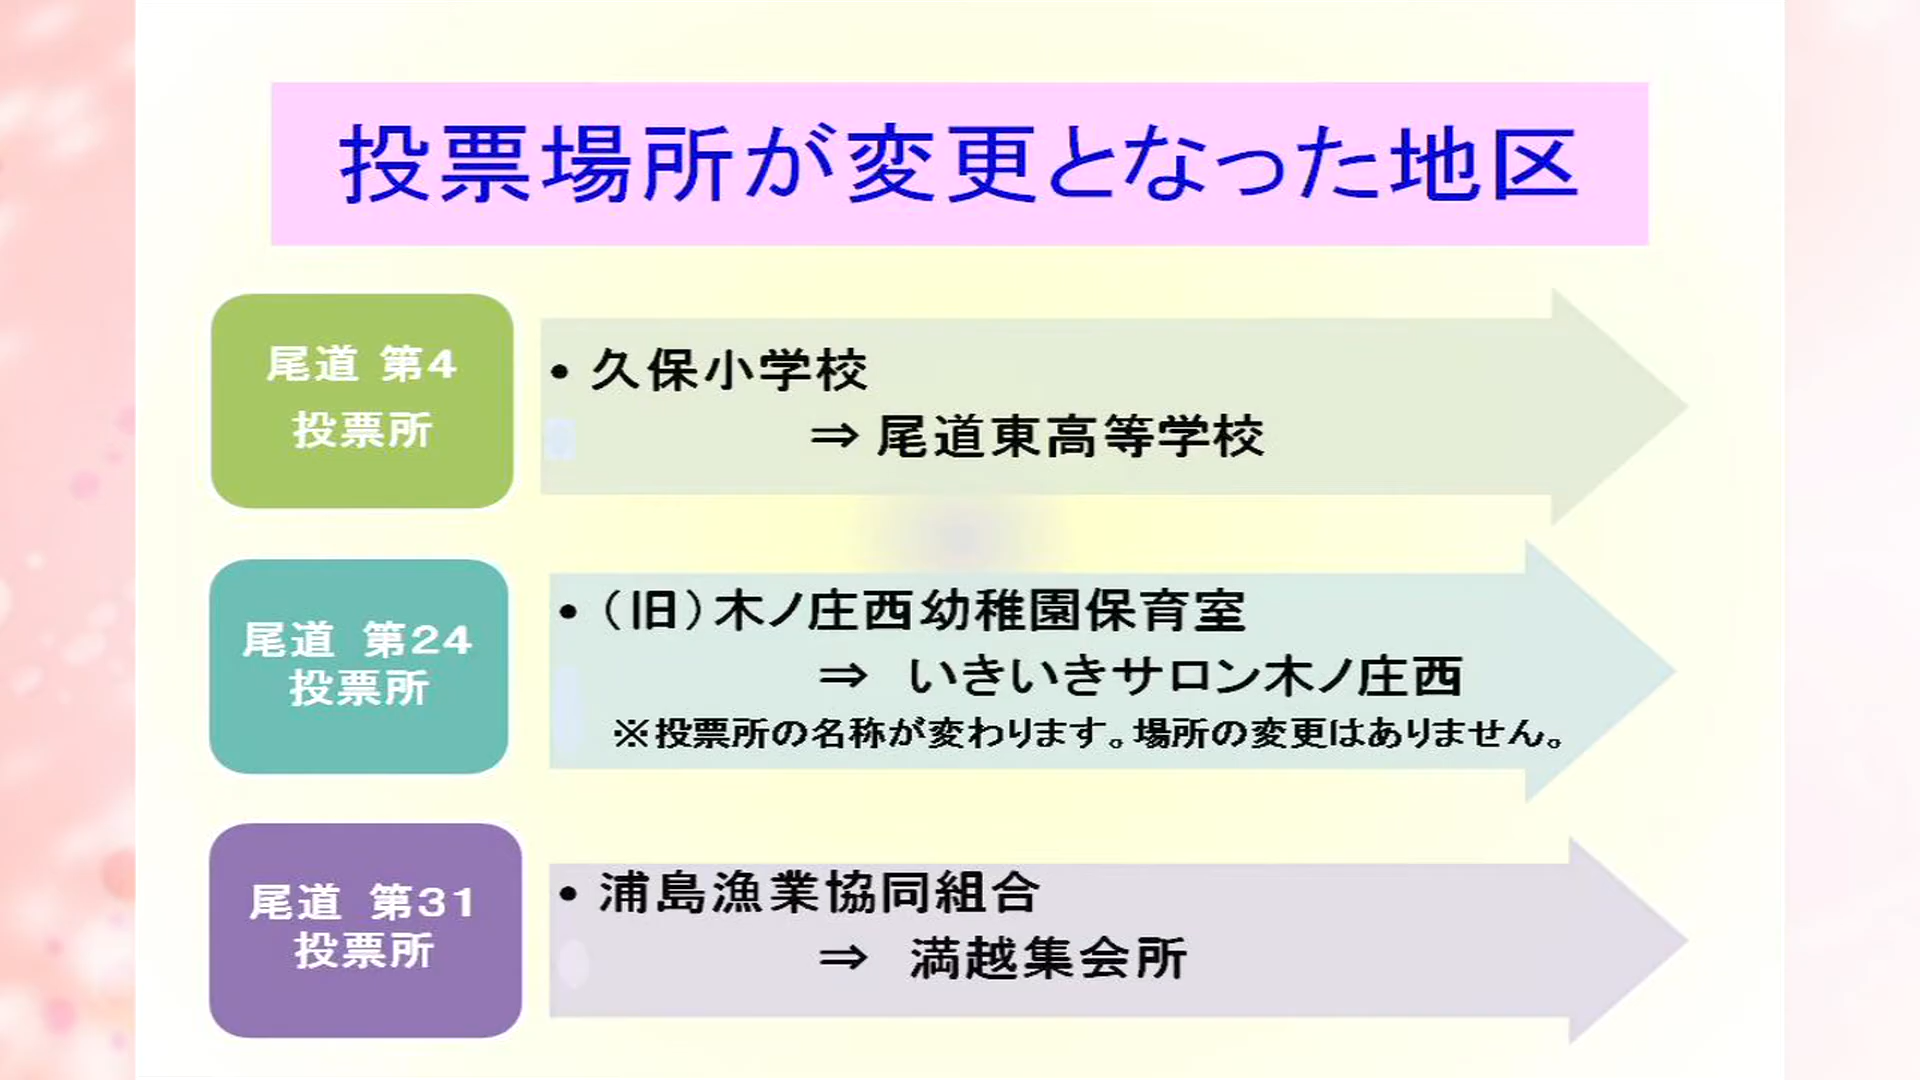 投票場所が変更となった地区
尾道 第4
投票所
• 久保小学校
⇒ 尾道東高等学校
尾道 第24
投票所
• （旧）木ノ庄西幼稚園保育室
⇒ いきいきサロン木ノ庄西
※投票所の名称が変わります。場所の変更はありません。
尾道 第31
投票所
• 浦島漁業協同組合
⇒ 満越集会所